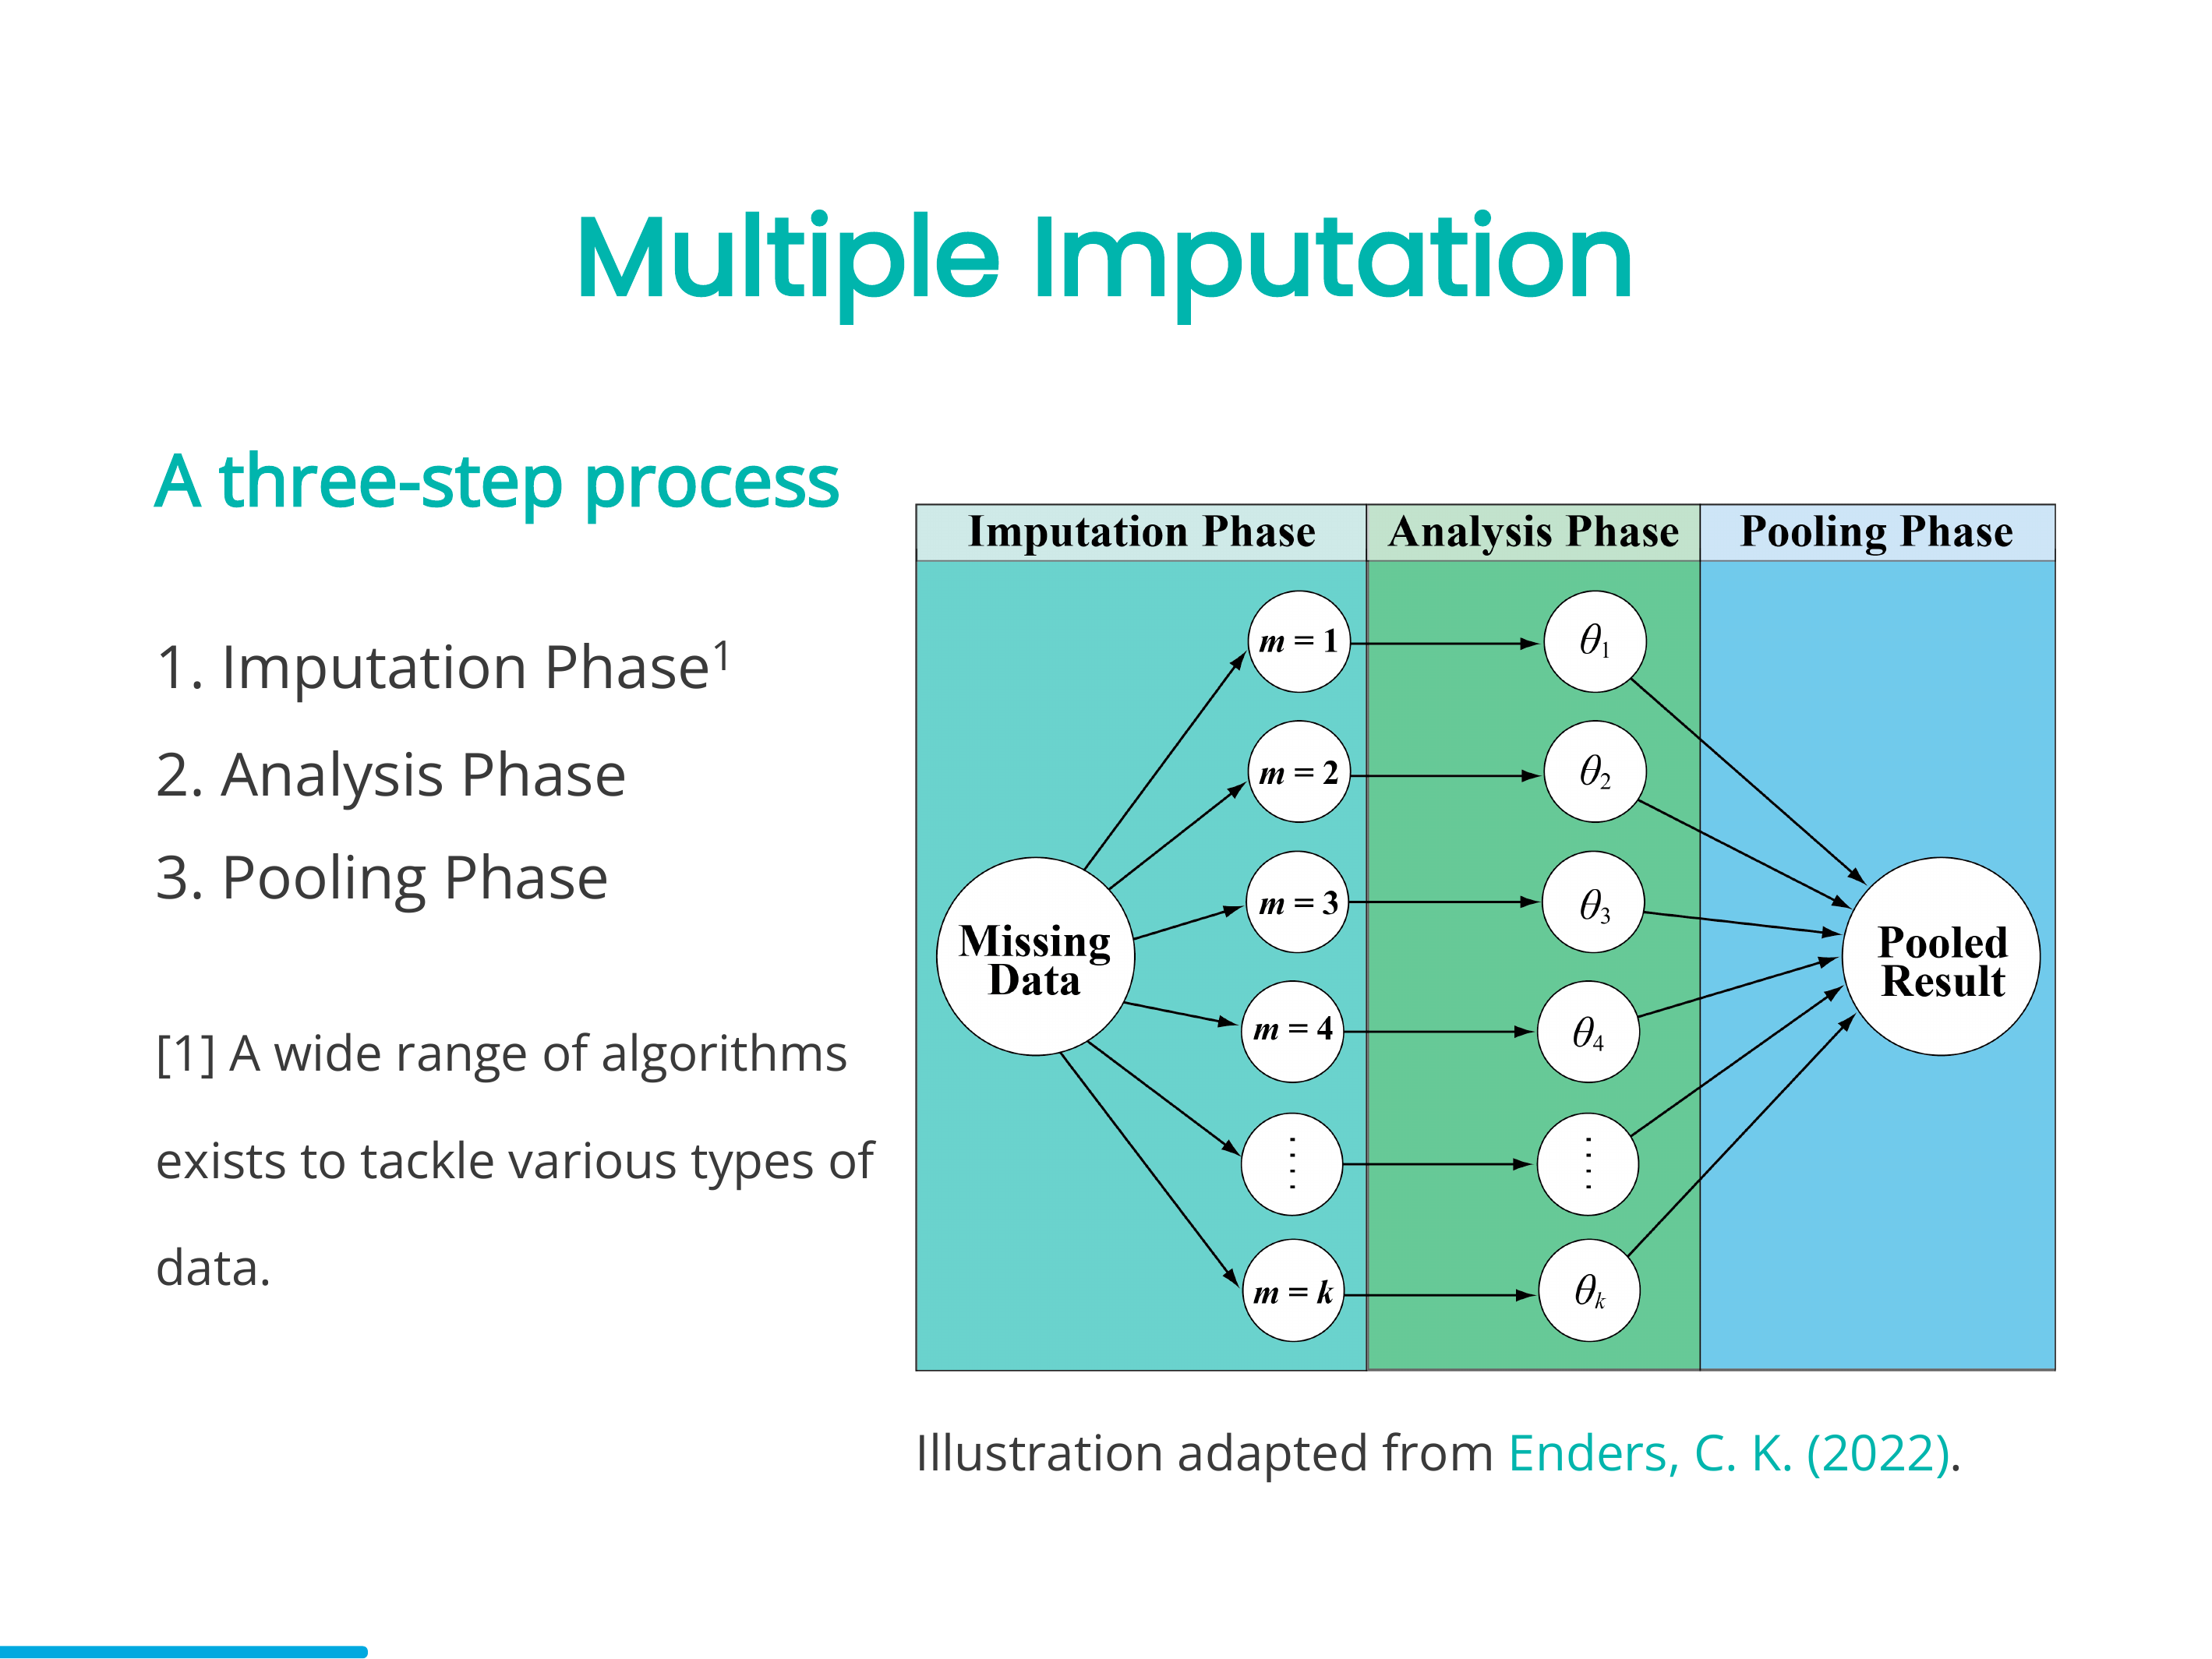 Multiple Imputation
A three-step process
1. Imputation Phase¹
2. Analysis Phase
3. Pooling Phase
[1] A wide range of algorithms
exists to tackle various types of
data.
Imputation Phase
Analysis Phase
Pooling Phase
Missing
Data
m = 1
m = 2
m = 3
m = 4
⋮
m = k
θ₁
θ₂
θ₃
θ₄
⋮
θₖ
Pooled
Result
Illustration adapted from Enders, C. K. (2022).